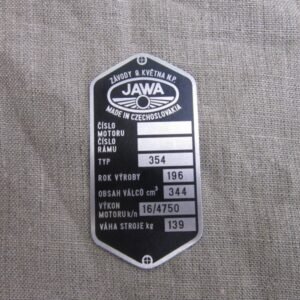 ZÁVODY 9. KVĚTNA N.P.
JAWA
MADE IN CZECHOSLOVAKIA
ČÍSLO MOTORU
ČÍSLO RÁMU
TYP 354
ROK VÝROBY 196
OBSAH VÁLCŮ cm³ 344
VÝKON MOTORU k/n 16/4750
VÁHA STROJE kg 139